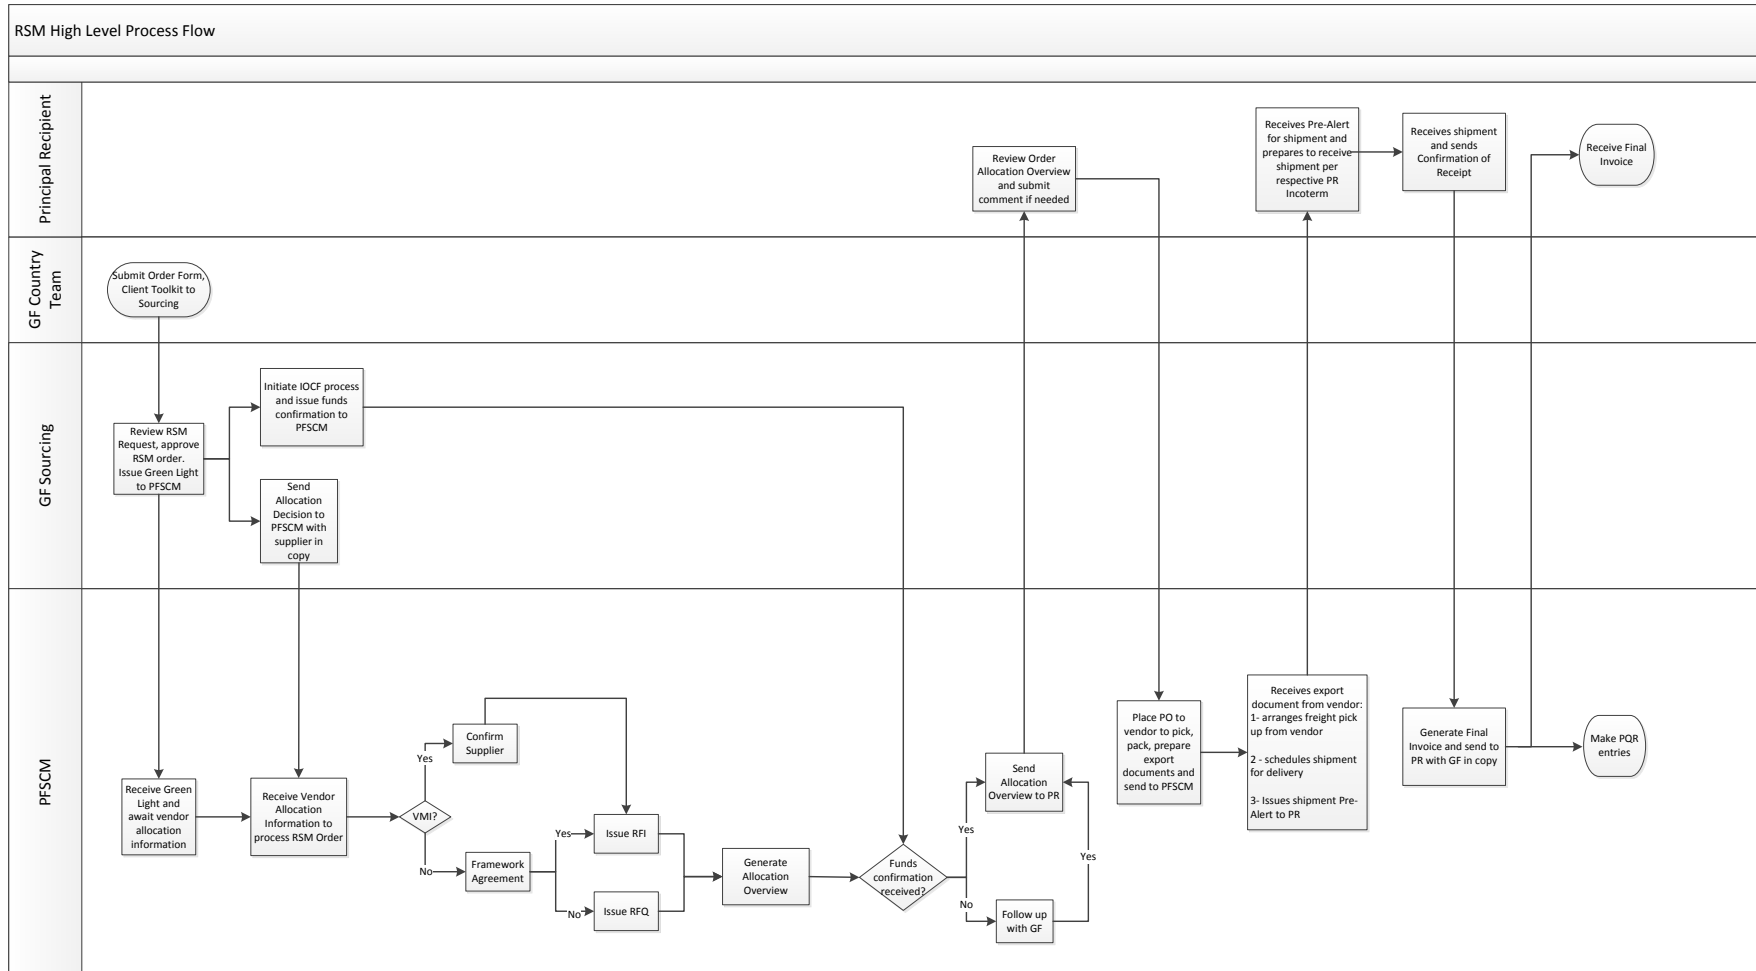 RSM High Level Process Flow
Principal Recipient
Review Order
Allocation Overview
and submit
comment if needed
Receives Pre-Alert
for shipment and
prepares to receive
shipment per
respective PR
Incoterm
Receives shipment
and sends
Confirmation of
Receipt
Receive Final
Invoice
GF Country
Team
Submit Order Form,
Client Toolkit to
Sourcing
GF Sourcing
Review RSM
Request, approve
RSM order.
Issue Green Light
to PFSCM
Initiate IOCF process
and issue funds
confirmation to
PFSCM
Send
Allocation
Decision to
PFSCM with
supplier in
copy
PFSCM
Receive Green
Light and
await vendor
allocation
information
Receive Vendor
Allocation
Information to
process RSM Order
VMI?
Yes
No
Confirm
Supplier
Framework
Agreement
Yes
No
Issue RFI
Issue RFQ
Generate
Allocation
Overview
Funds
confirmation
received?
Yes
No
Send
Allocation
Overview to PR
Follow up
with GF
Yes
Place PO to
vendor to pick,
pack, prepare
export
documents and
send to PFSCM
Receives export
document from vendor:
1- arranges freight pick
up from vendor
2 - schedules shipment
for delivery
3- Issues shipment Pre-
Alert to PR
Generate Final
Invoice and send to
PR with GF in copy
Make PQR
entries